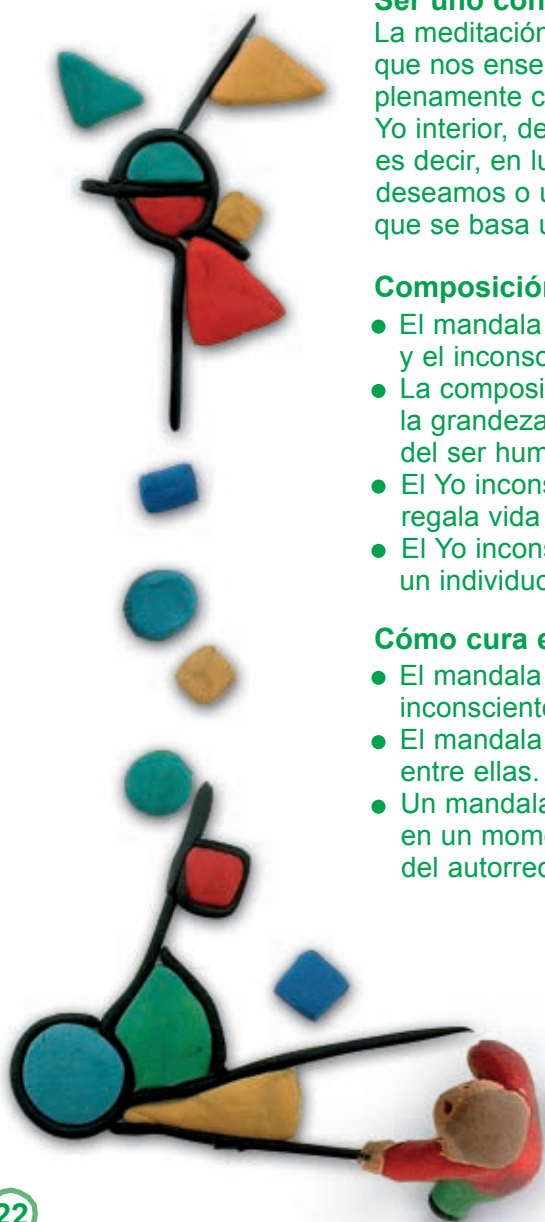 Ser uno con
La meditación
que nos ense
plenamente c
Yo interior, de
es decir, en lu
deseamos o u
que se basa u
Composición
● El mandala
y el inconsc
● La composi
la grandeza
del ser hum
● El Yo incons
regala vida
● El Yo incons
un individuo
Cómo cura e
● El mandala
inconsciente
● El mandala
entre ellas.
● Un mandala
en un mome
del autorrec
22